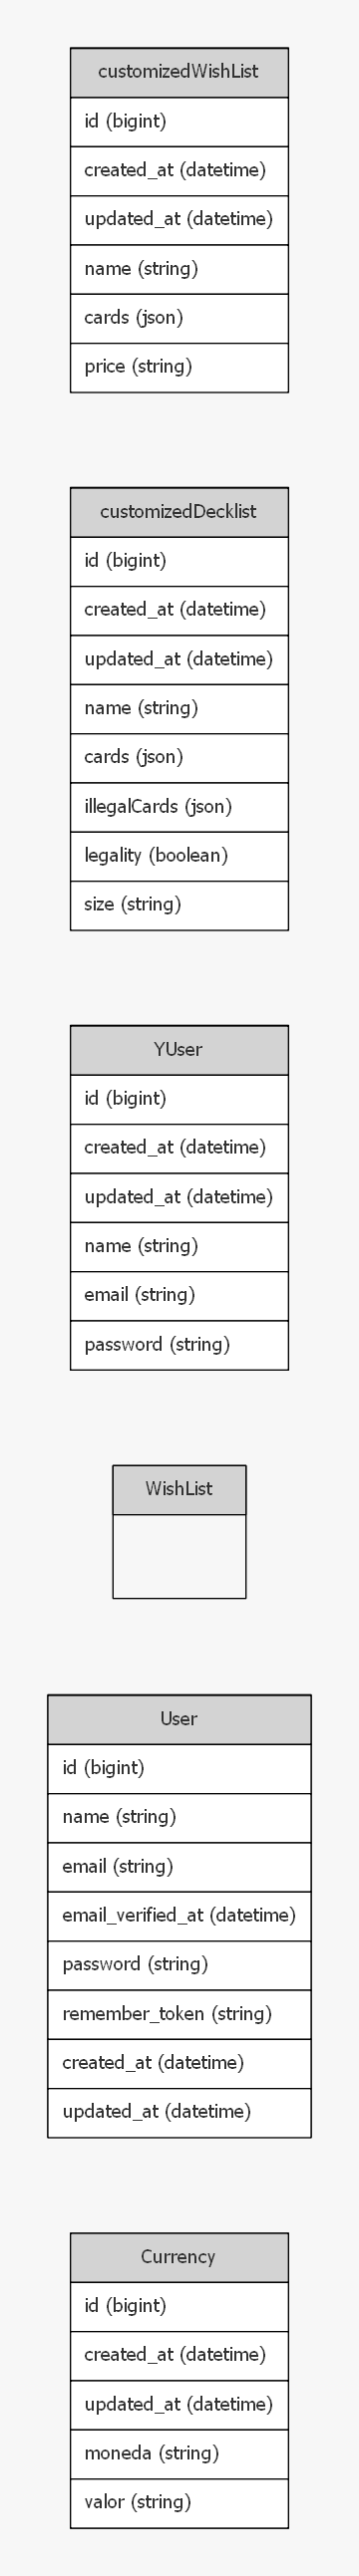 customizedWishList
id (bigint)
created_at (datetime)
updated_at (datetime)
name (string)
cards (json)
price (string)
customizedDecklist
id (bigint)
created_at (datetime)
updated_at (datetime)
name (string)
cards (json)
illegalCards (json)
legality (boolean)
size (string)
YUser
id (bigint)
created_at (datetime)
updated_at (datetime)
name (string)
email (string)
password (string)
WishList
User
id (bigint)
name (string)
email (string)
email_verified_at (datetime)
password (string)
remember_token (string)
created_at (datetime)
updated_at (datetime)
Currency
id (bigint)
created_at (datetime)
updated_at (datetime)
moneda (string)
valor (string)